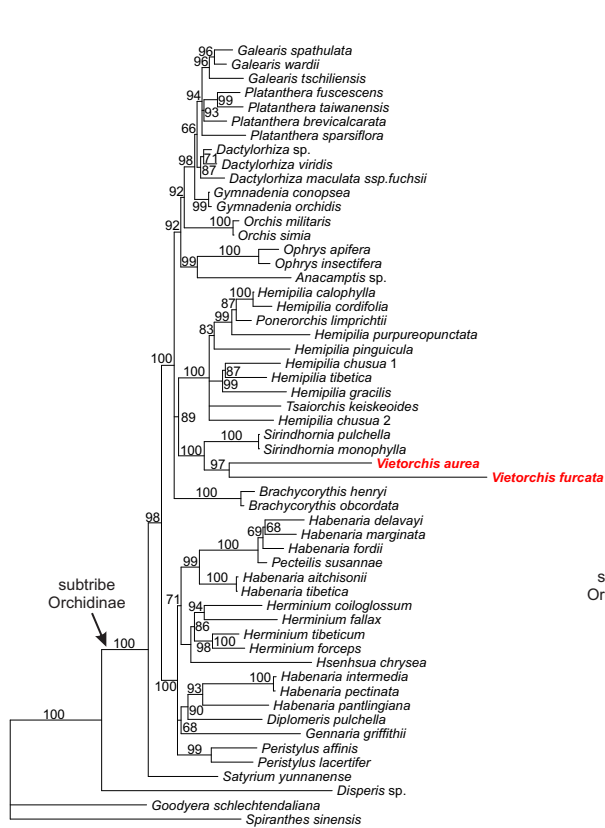 96
Galearis spathulata
96
Galearis wardii
Galearis tschiliensis
94
Platanthera fuscescens
99
Platanthera taiwanensis
93
Platanthera brevicalcarata
66
Platanthera sparsiflora
Dactylorhiza sp.
98
71
Dactylorhiza viridis
87
Dactylorhiza maculata ssp.fuchsii
92
Gymnadenia conopsea
99
Gymnadenia orchidis
100
Orchis militaris
92
Orchis simia
100
Ophrys apifera
99
Ophrys insectifera
Anacamptis sp.
100
Hemipilia calophylla
87
Hemipilia cordifolia
99
Ponerorchis limprichtii
83
Hemipilia purpureopunctata
Hemipilia pinguicula
100
Hemipilia chusua 1
100
87
Hemipilia tibetica
99
Hemipilia gracilis
Tsaiorchis keiskeoides
89
Hemipilia chusua 2
100
Sirindhornia pulchella
100
Sirindhornia monophylla
97
Vietorchis aurea
Vietorchis furcata
100
Brachycorythis henryi
Brachycorythis obcordata
98
Habenaria delavayi
69
68
Habenaria marginata
100
Habenaria fordii
99
Pecteilis susannae
100
Habenaria aitchisonii
Habenaria tibetica
71
94
Herminium coiloglossum
Herminium fallax
86
Herminium tibeticum
98
100
Herminium forceps
Hsenhsua chrysea
subtribe
Orchidinae
s
Or
100
100
Habenaria intermedia
100
93
Habenaria pectinata
90
Habenaria pantlingiana
Diplomeris pulchella
68
Gennaria griffithii
100
99
Peristylus affinis
Peristylus lacertifer
Satyrium yunnanense
Disperis sp.
Goodyera schlechtendaliana
Spiranthes sinensis